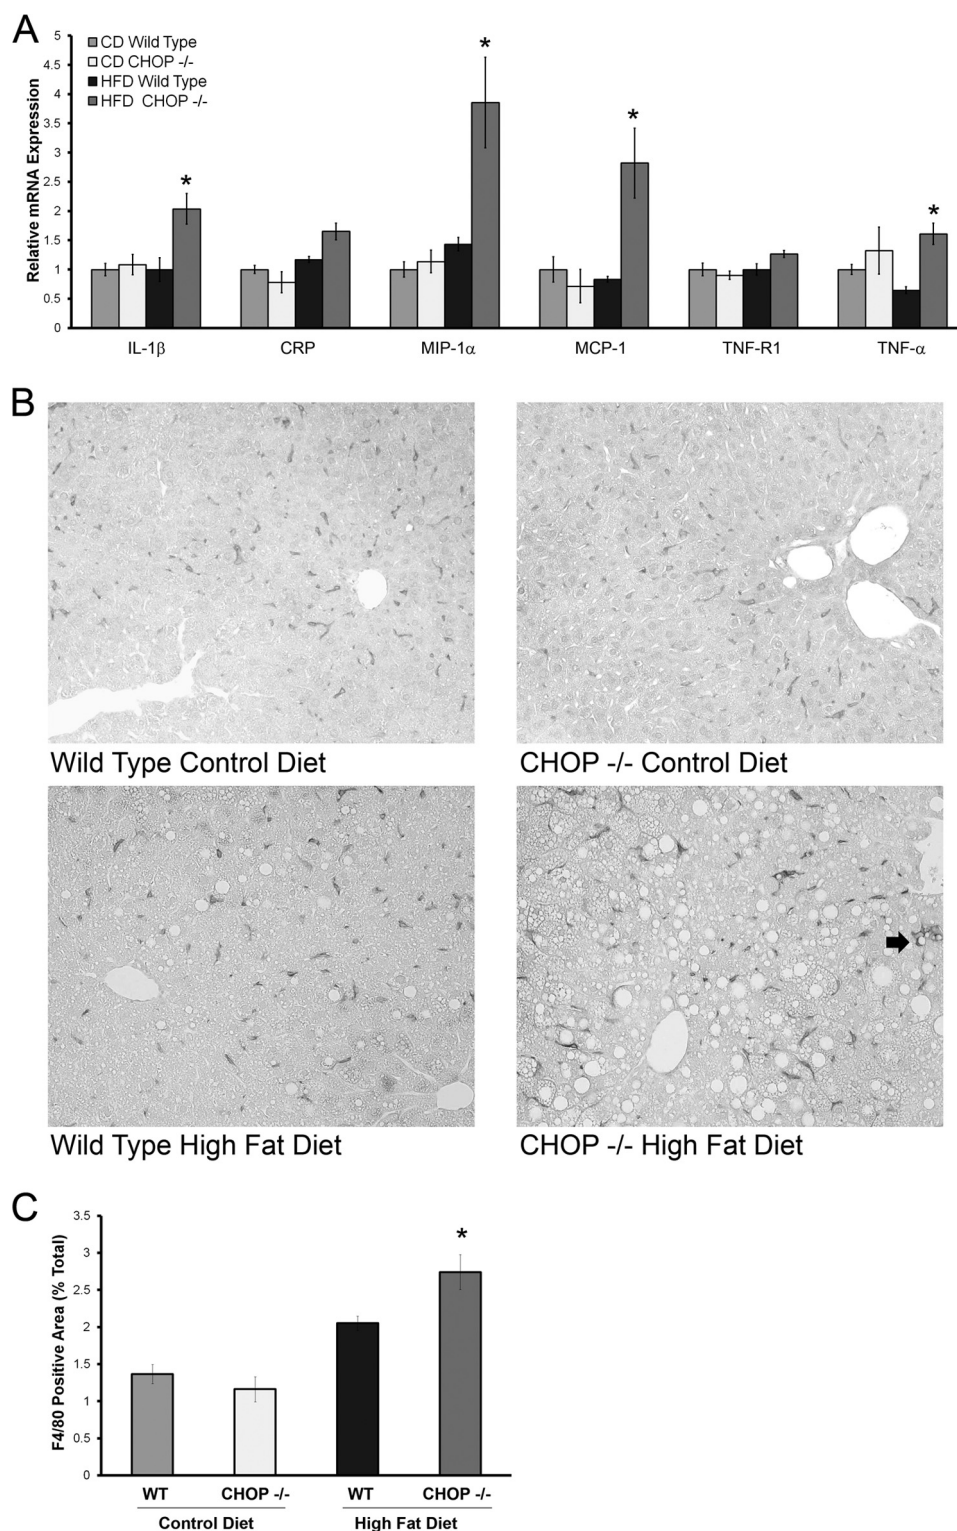 A
Relative mRNA Expression
5
4.5
4
3.5
3
2.5
2
1.5
1
0.5
0
CD Wild Type
CD CHOP -/-
HFD Wild Type
HFD CHOP -/-
*
*
*
*
IL-1β CRP MIP-1α MCP-1 TNF-R1 TNF-α
B
Wild Type Control Diet
CHOP -/- Control Diet
Wild Type High Fat Diet
CHOP -/- High Fat Diet
C
F4/80 Positive Area (% Total)
3.5
3
2.5
2
1.5
1
0.5
0
*
WT CHOP -/- WT CHOP -/-
Control Diet High Fat Diet